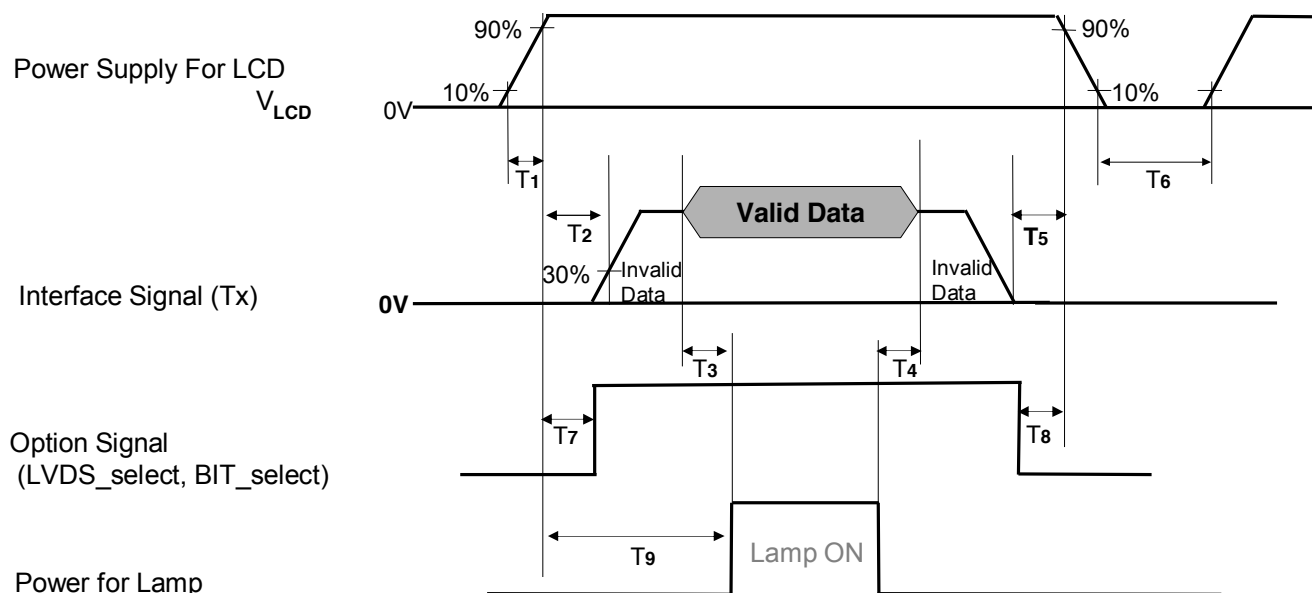 90%
90%
Power Supply For LCD
VLCD
10%
0V
10%
T1
T6
Valid Data
T2
T5
30%
Invalid
Data
Invalid
Data
Interface Signal (Tx)
0V
T3
T4
T7
T8
Option Signal
(LVDS_select, BIT_select)
T9
Lamp ON
Power for Lamp